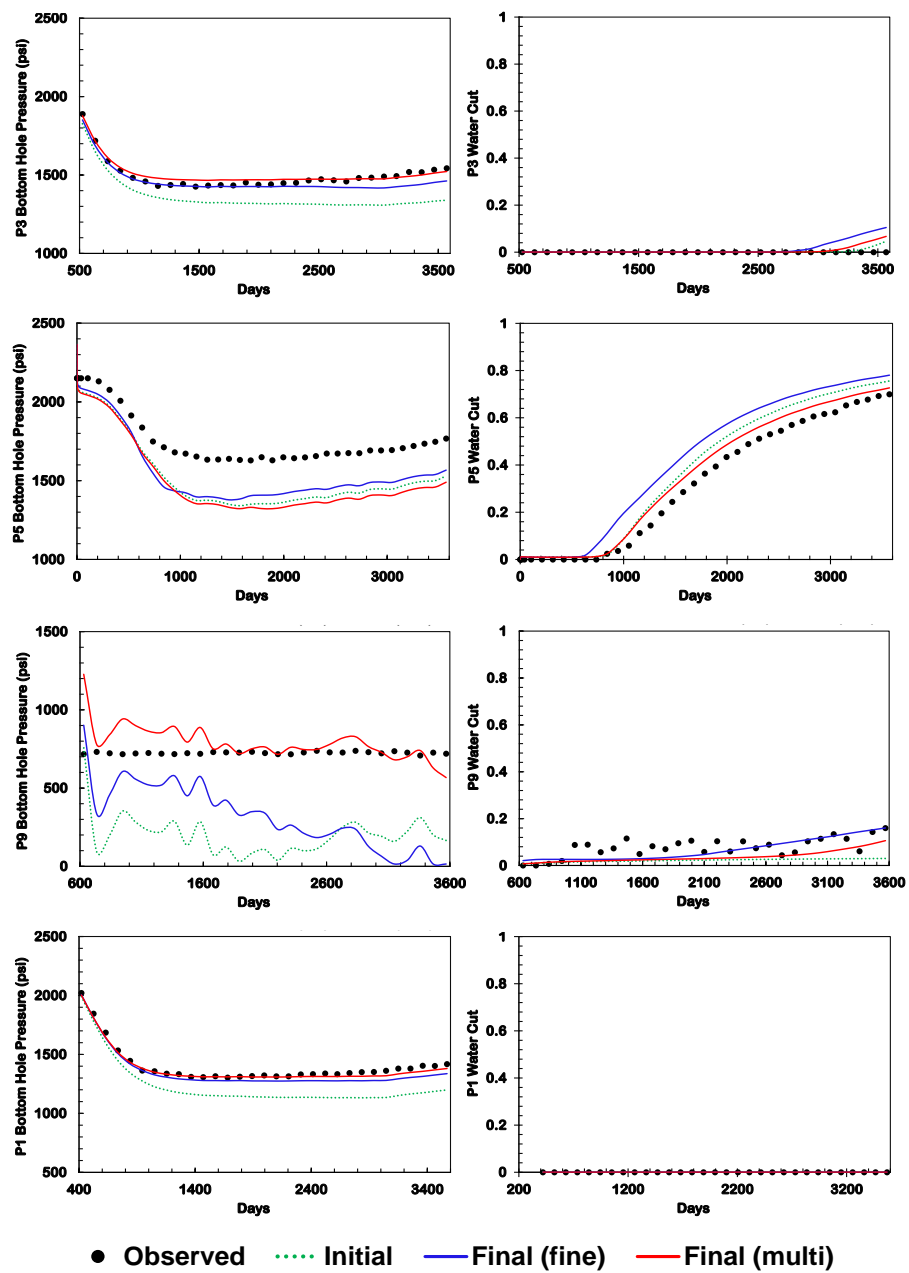 P3 Bottom Hole Pressure (psi)
2500
2000
1500
1000
500 1500 2500 3500
Days
P3 Water Cut
1
0.8
0.6
0.4
0.2
0
500 1500 2500 3500
Days
P5 Bottom Hole Pressure (psi)
2500
2000
1500
1000
0 1000 2000 3000
Days
P5 Water Cut
1
0.8
0.6
0.4
0.2
0
0 1000 2000 3000
Days
P9 Bottom Hole Pressure (psi)
1500
1000
500
0
600 1600 2600 3600
Days
P9 Water Cut
1
0.8
0.6
0.4
0.2
0
600 1100 1600 2100 2600 3100 3600
Days
P1 Bottom Hole Pressure (psi)
2500
2000
1500
1000
500
400 1400 2400 3400
Days
P1 Water Cut
1
0.8
0.6
0.4
0.2
0
200 1200 2200 3200
Days
Observed Initial Final (fine) Final (multi)